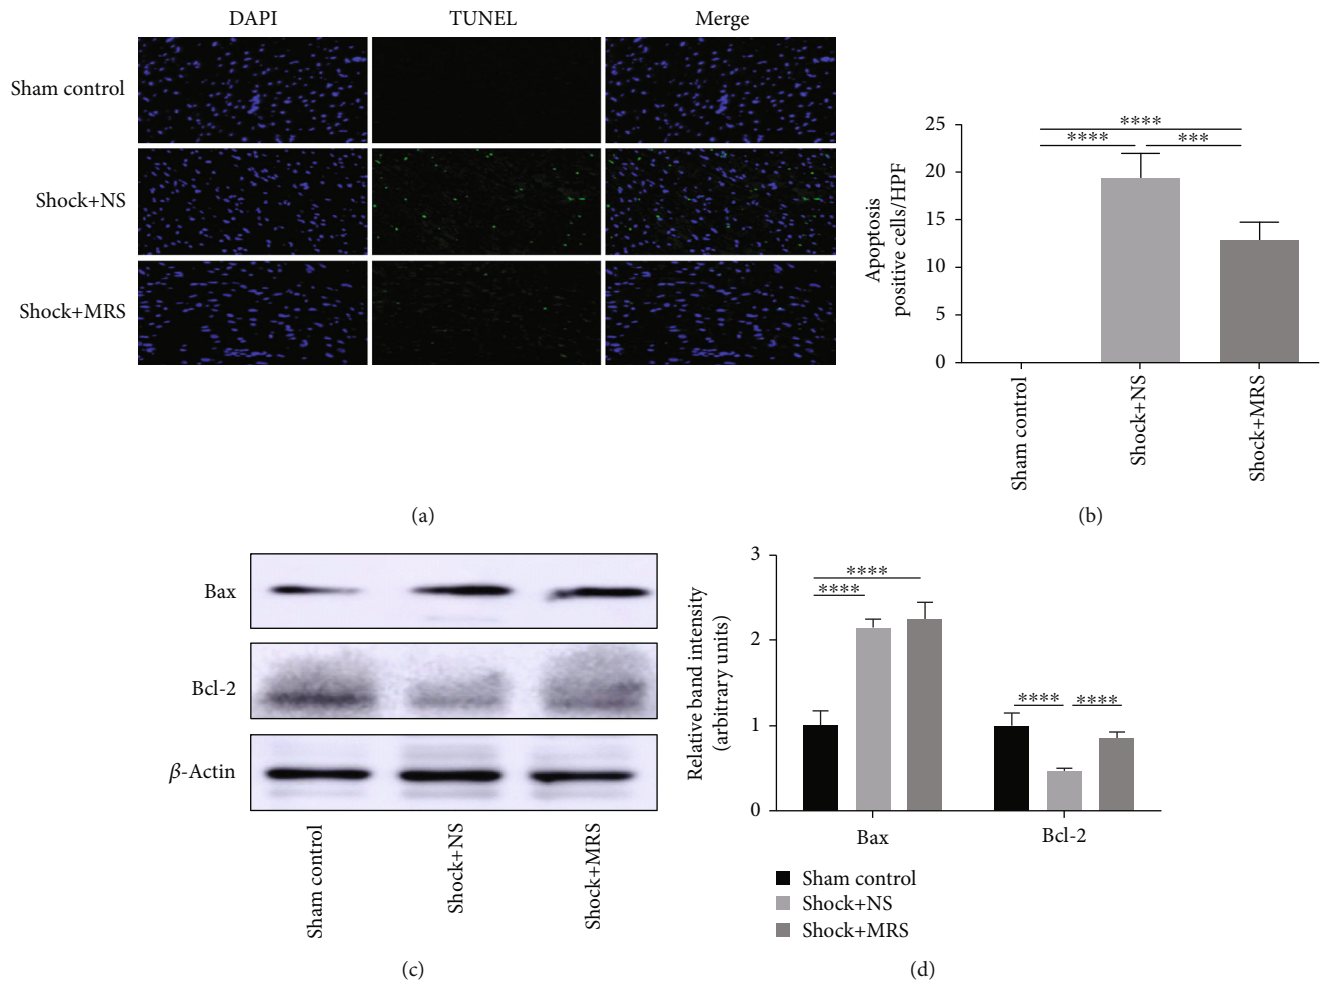 DAPI TUNEL Merge
Sham control
Shock+NS
Shock+MRS
(a)
Apoptosis
positive cells/HPF
25
20
15
10
5
0
****
**** ***
Sham control
Shock+NS
Shock+MRS
(b)
Bax
Bcl-2
β-Actin
Sham control
Shock+NS
Shock+MRS
(c)
Relative band intensity
(arbitrary units)
3
2
1
0
****
****
**** ****
Bax Bcl-2
Sham control
Shock+NS
Shock+MRS
(d)